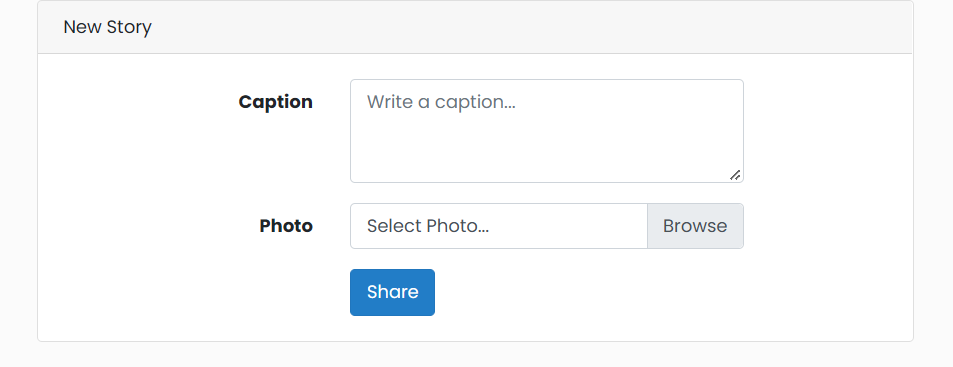 New Story
Caption
Write a caption...
Photo
Select Photo...
Browse
Share